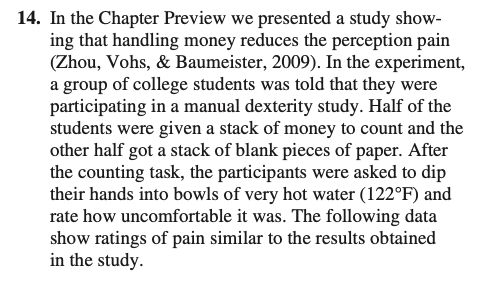 14. In the Chapter Preview we presented a study show-
ing that handling money reduces the perception pain
(Zhou, Vohs, & Baumeister, 2009). In the experiment,
a group of college students was told that they were
participating in a manual dexterity study. Half of the
students were given a stack of money to count and the
other half got a stack of blank pieces of paper. After
the counting task, the participants were asked to dip
their hands into bowls of very hot water (122°F) and
rate how uncomfortable it was. The following data
show ratings of pain similar to the results obtained
in the study.